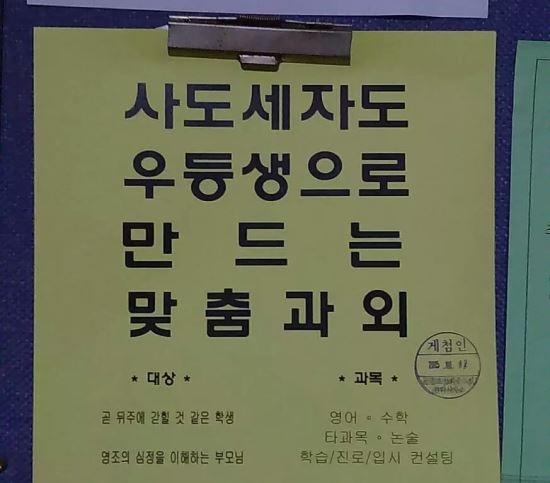 사도세자도
우등생으로
만드는
맞춤과외
★ 대상 ★
곧 뒤주에 갇힐 것 같은 학생
영조의 심정을 이해하는 부모님
★ 과목 ★
영어 ∘ 수학
타과목 ∘ 논술
학습/진로/입시 컨설팅
게첨인